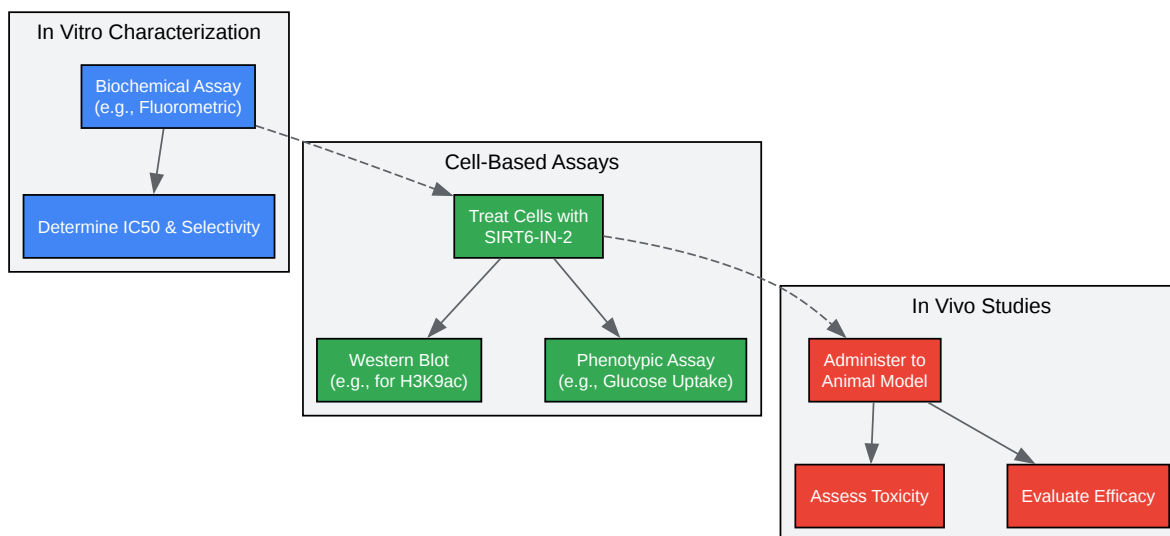 In Vitro Characterization
Biochemical Assay
(e.g., Fluorometric)
Determine IC50 & Selectivity
Cell-Based Assays
Treat Cells with
SIRT6-IN-2
Western Blot
(e.g., for H3K9ac)
Phenotypic Assay
(e.g., Glucose Uptake)
In Vivo Studies
Administer to
Animal Model
Assess Toxicity
Evaluate Efficacy